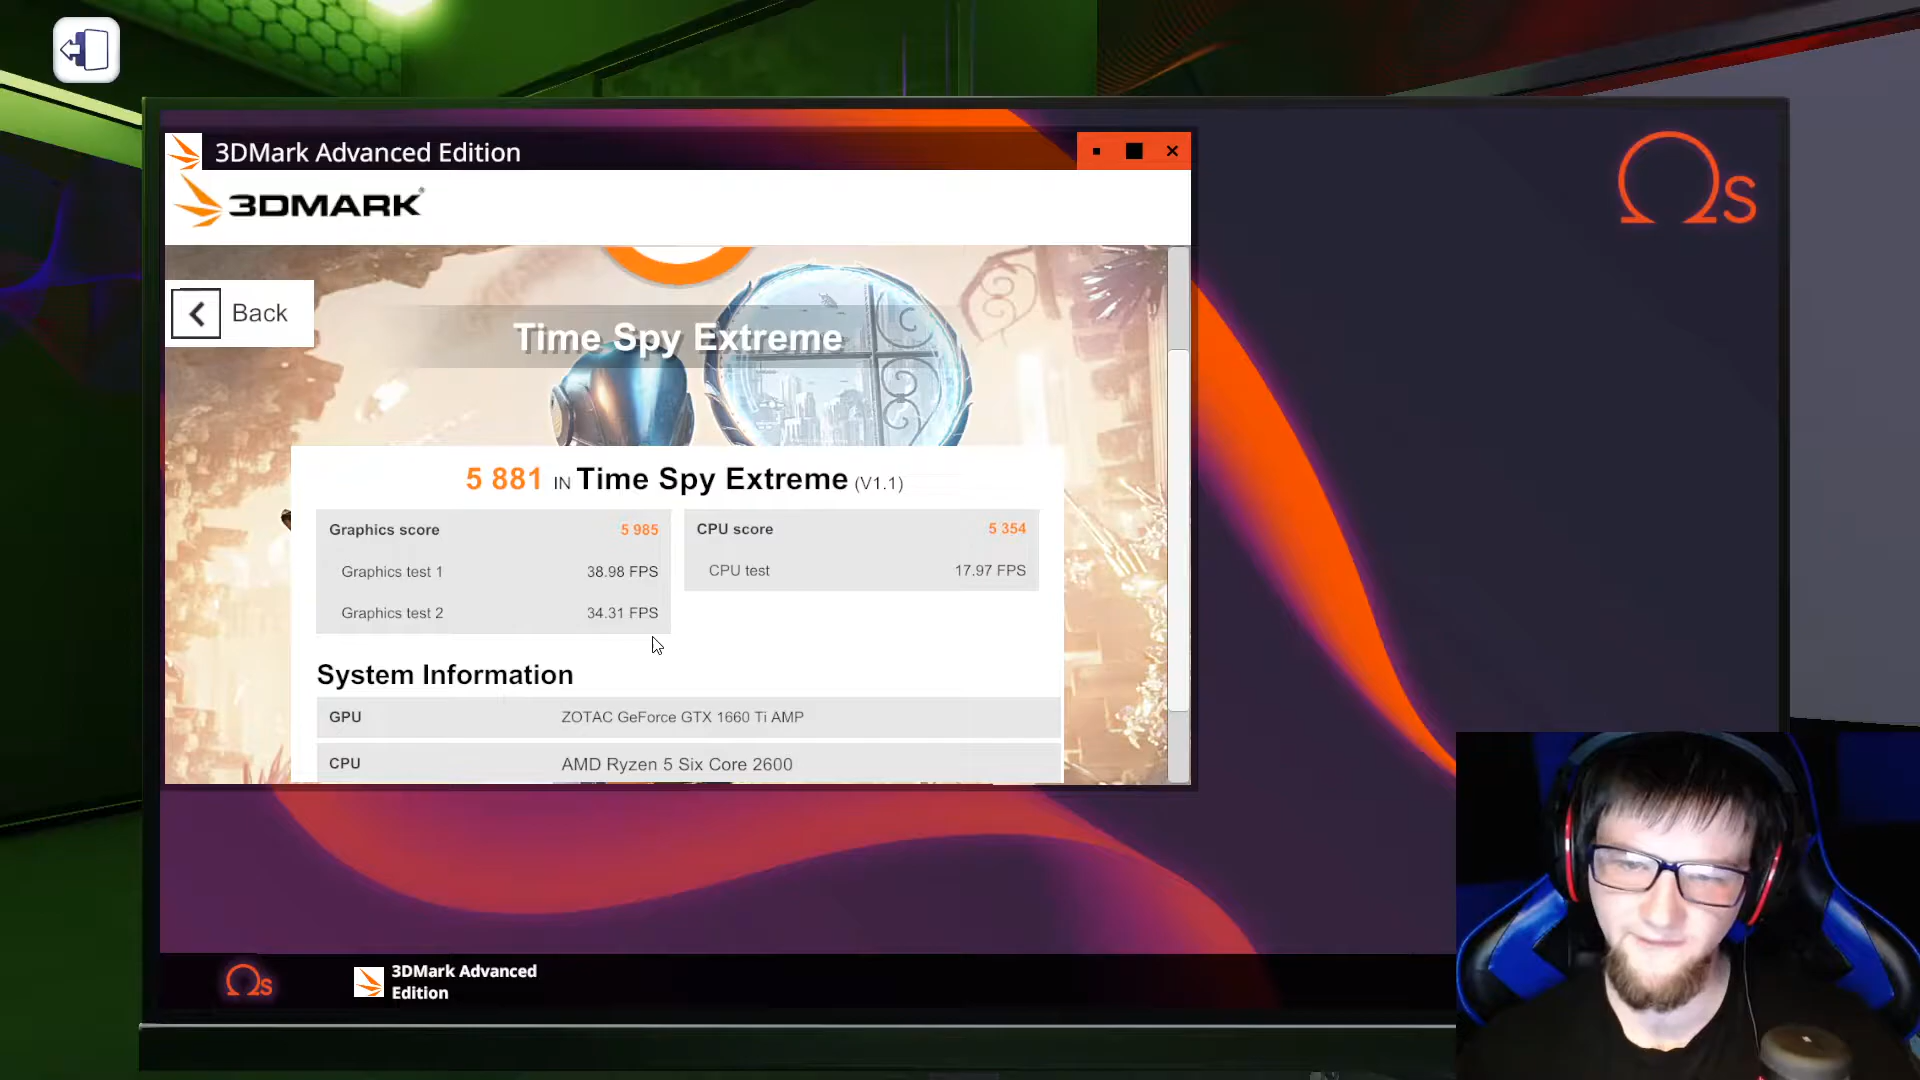 3DMark Advanced Edition
3DMARK
Back
Time Spy Extreme
5 881 IN Time Spy Extreme (V1.1)
Graphics score 5 985
Graphics test 1 38.98 FPS
Graphics test 2 34.31 FPS
CPU score 5 354
CPU test 17.97 FPS
System Information
GPU ZOTAC GeForce GTX 1660 Ti AMP
CPU AMD Ryzen 5 Six Core 2600
Ωs
Ωs
3DMark Advanced
Edition